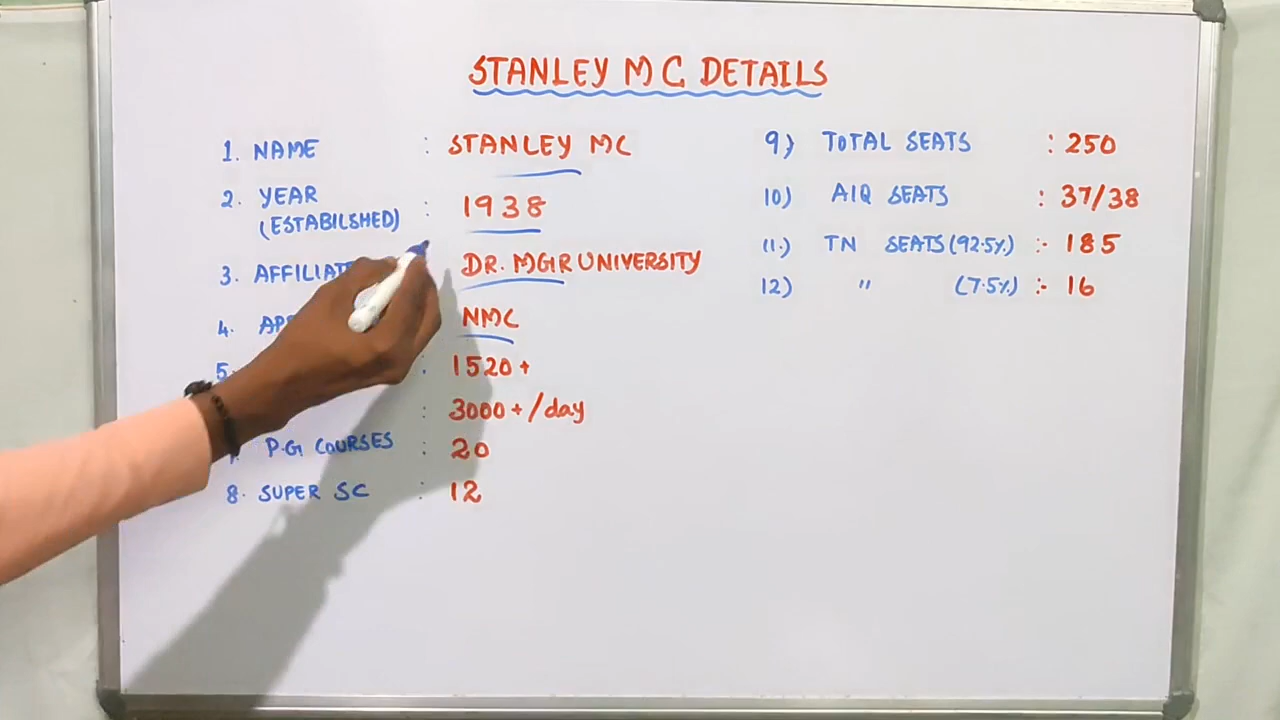 STANLEY MC DETAILS
1. NAME : STANLEY MC
2. YEAR (ESTABILSHED) : 1938
3. AFFILIAT DR. MGR UNIVERSITY
4. AP NMC
5. : 1520+
: 3000+/day
P.G COURSES : 20
8. SUPER SC : 12
9) TOTAL SEATS : 250
10) AIQ SEATS : 37/38
11.) TN SEATS (92.5%) :- 185
12) " (7.5%) :- 16